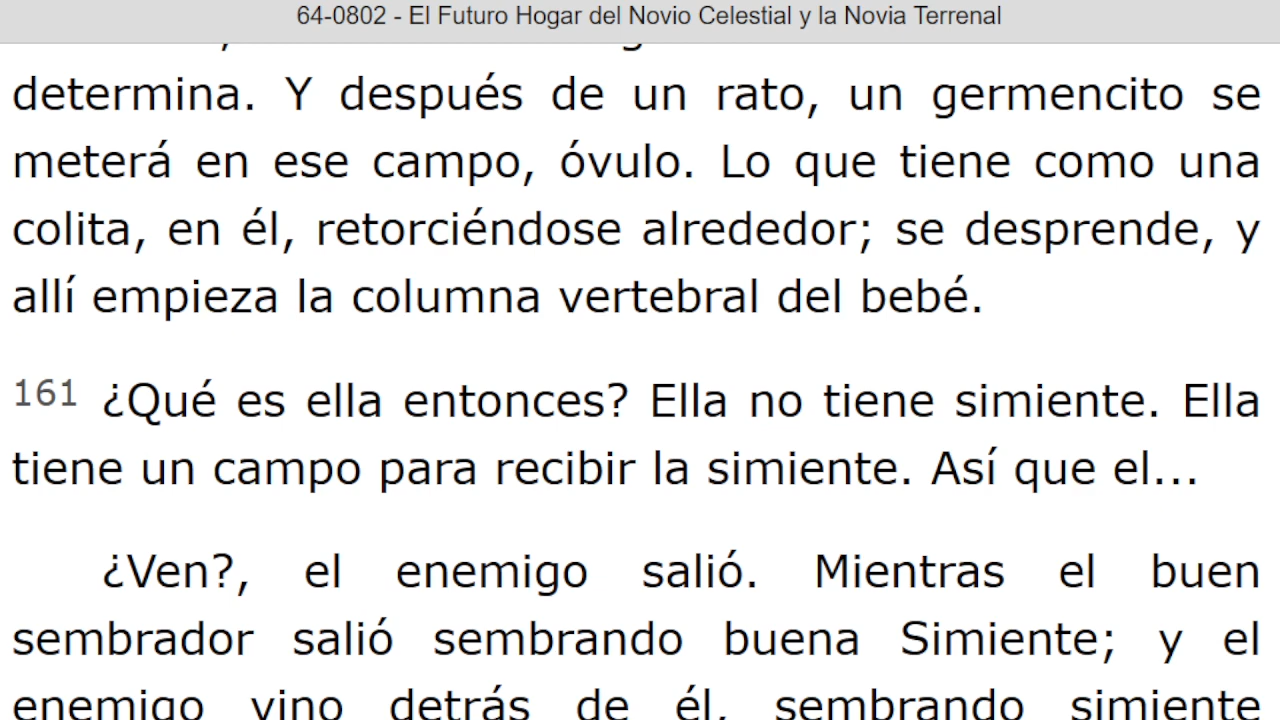 64-0802 - El Futuro Hogar del Novio Celestial y la Novia Terrenal
determina. Y después de un rato, un germencito se
meterá en ese campo, óvulo. Lo que tiene como una
colita, en él, retorciéndose alrededor; se desprende, y
allí empieza la columna vertebral del bebé.
161 ¿Qué es ella entonces? Ella no tiene simiente. Ella
tiene un campo para recibir la simiente. Así que el...
¿Ven?, el enemigo salió. Mientras el buen
sembrador salió sembrando buena Simiente; y el
enemigo vino detrás de él, sembrando simiente